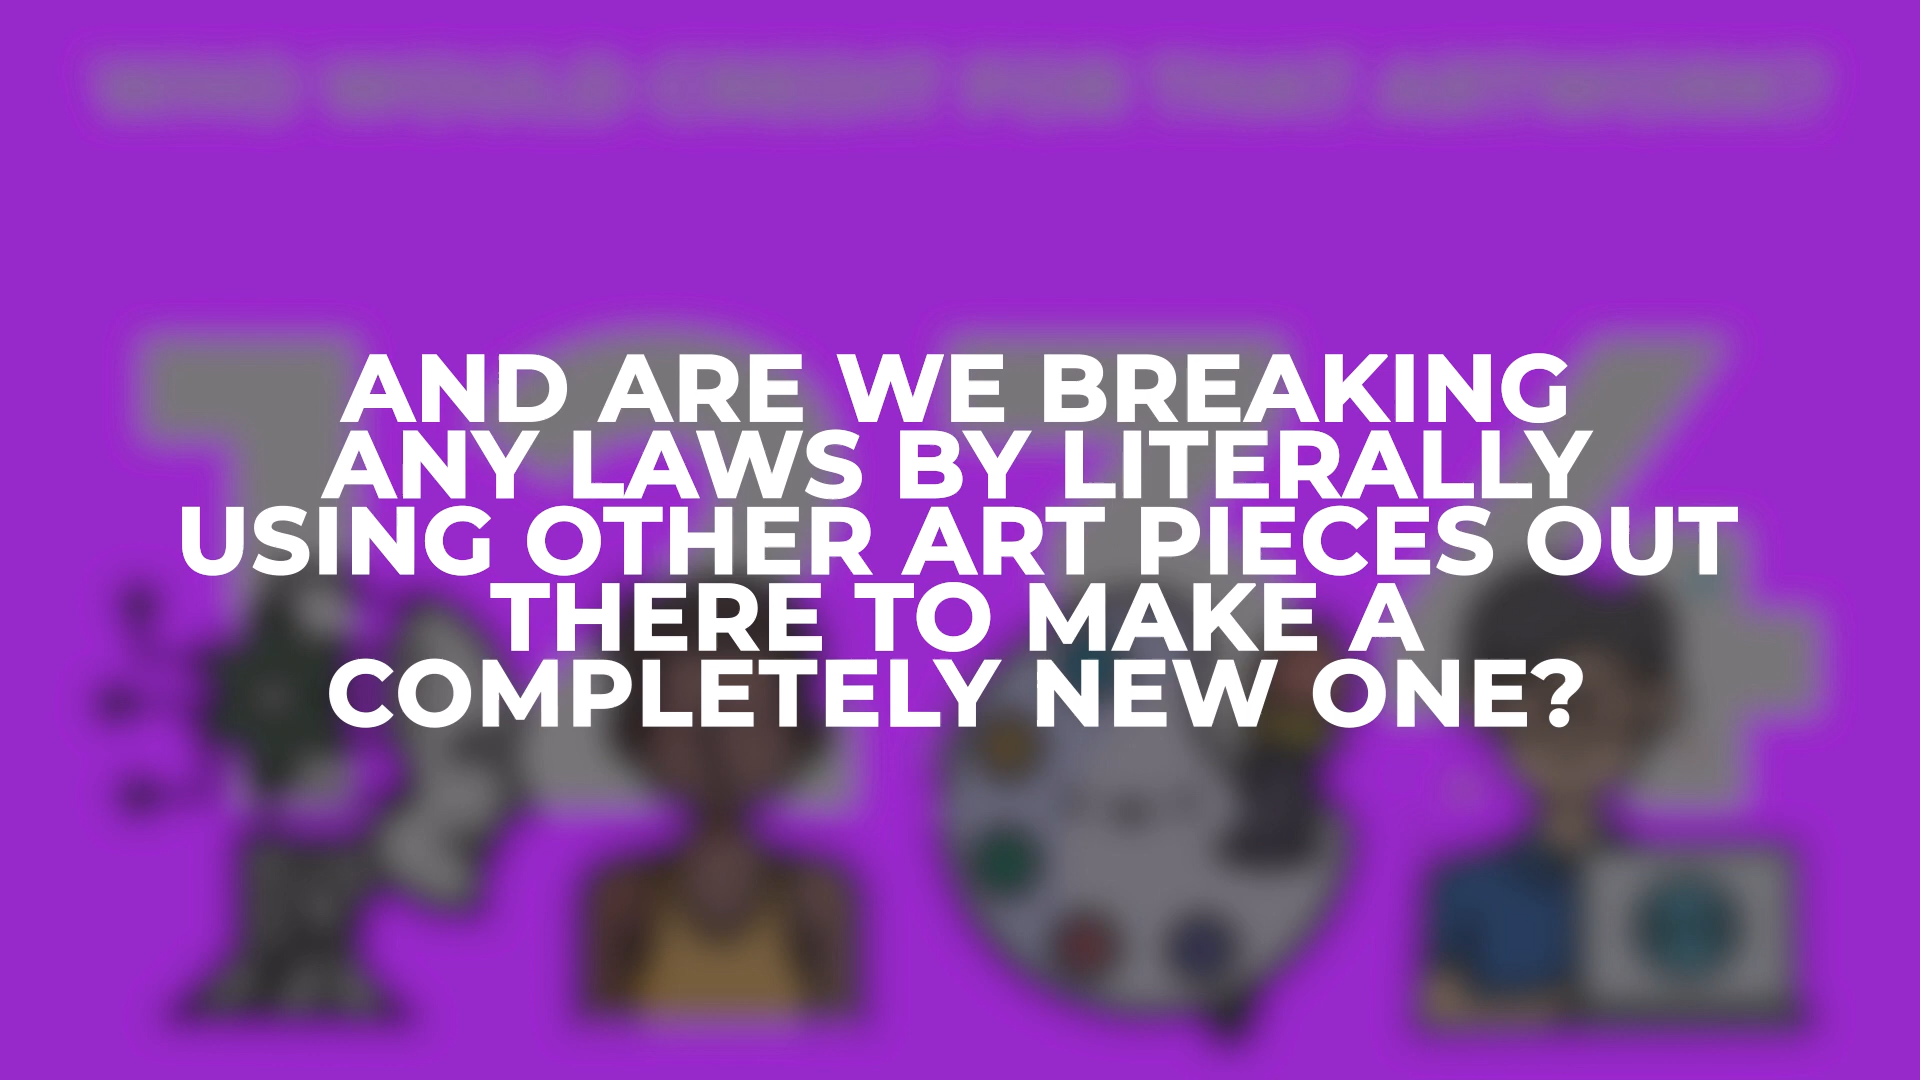 AND ARE WE BREAKING
ANY LAWS BY LITERALLY
USING OTHER ART PIECES OUT
THERE TO MAKE A
COMPLETELY NEW ONE?